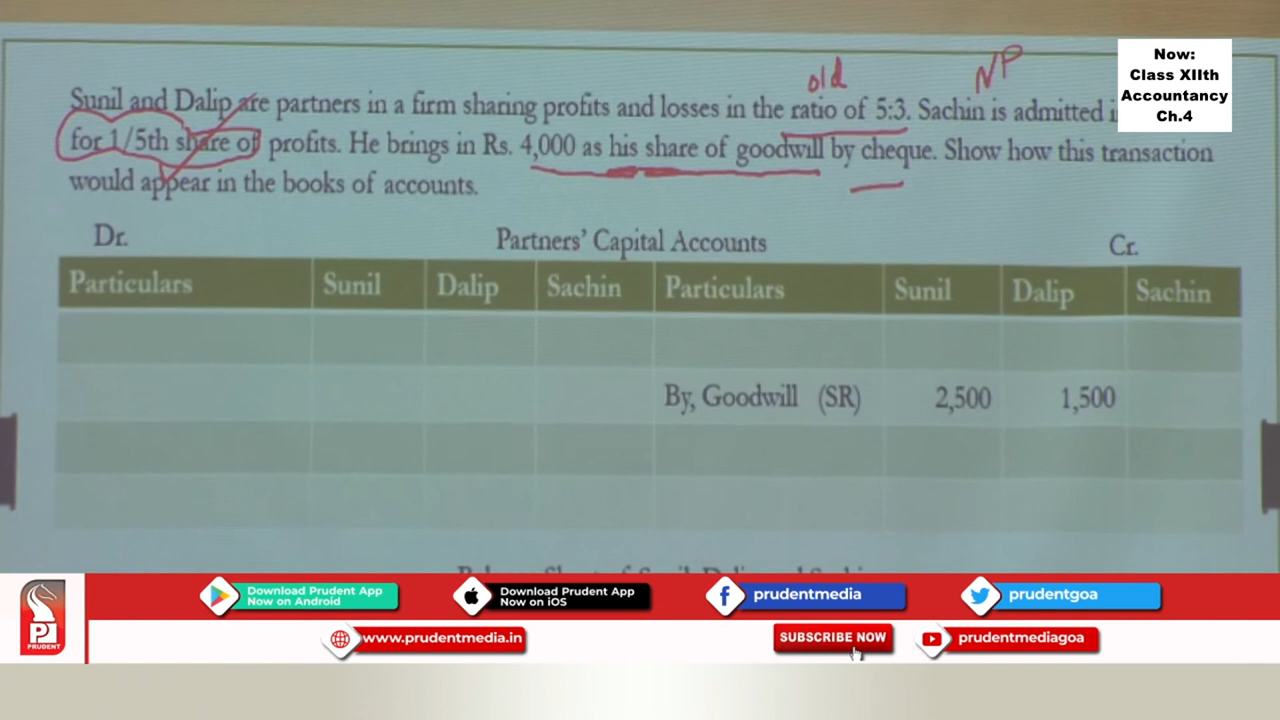 old NP
Now:
Class XIIth
Accountancy
Ch.4
Sunil and Dalip are partners in a firm sharing profits and losses in the ratio of 5:3. Sachin is admitted
for 1/5th share of profits. He brings in Rs. 4,000 as his share of goodwill by cheque. Show how this transaction
would appear in the books of accounts.
Dr. Partners' Capital Accounts Cr.
Particulars Sunil Dalip Sachin Particulars Sunil Dalip Sachin
By, Goodwill (SR) 2,500 1,500
Download Prudent App
Now on Android
Download Prudent App
Now on iOS
prudentmedia
prudentgoa
PRUDENT
www.prudentmedia.in
SUBSCRIBE NOW
prudentmediagoa